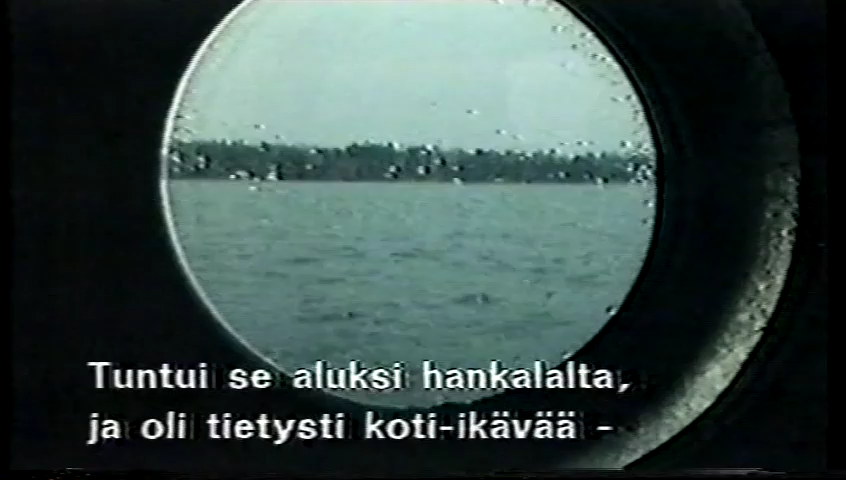 Tuntui se aluksi hankalalta,
ja oli tietysti koti-ikävää -